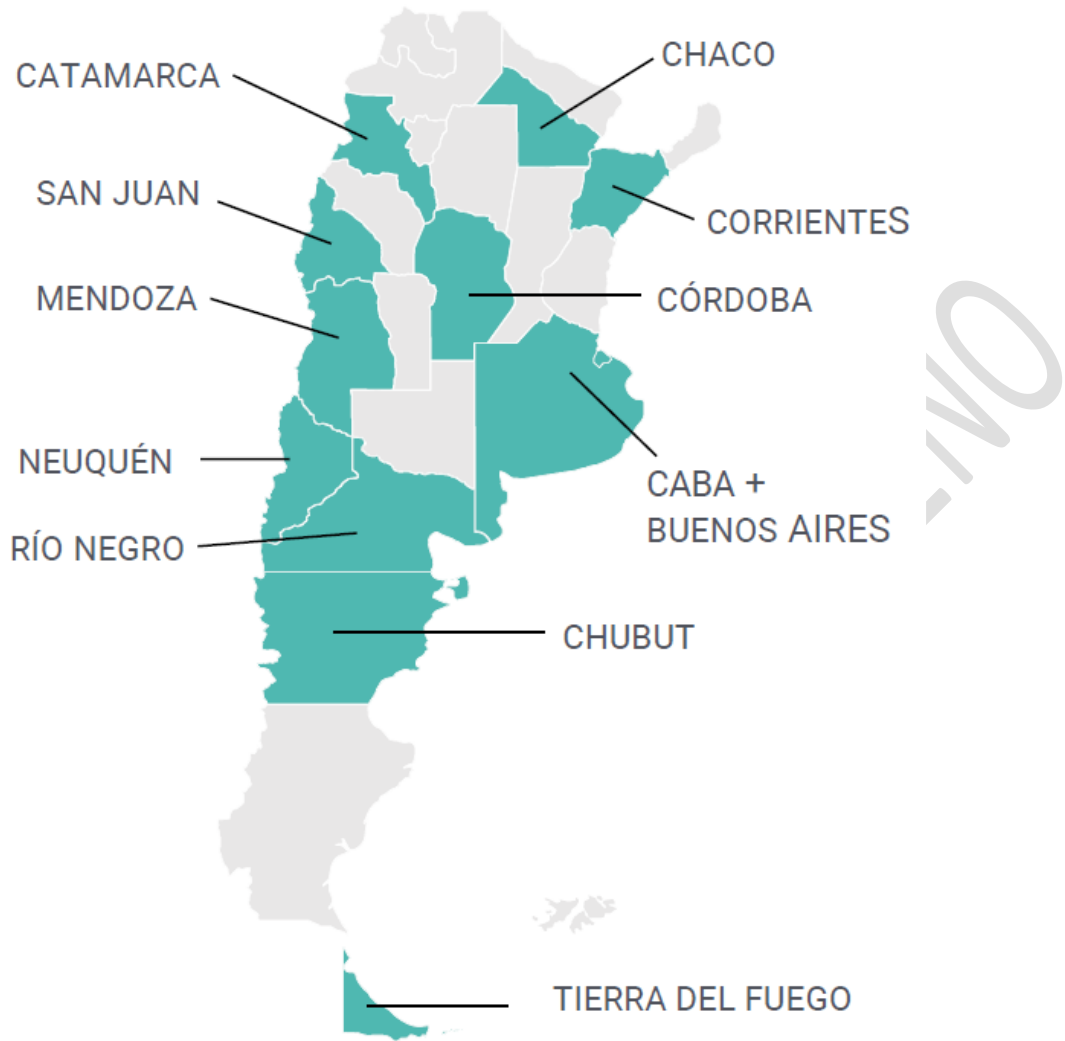 CHACO
CATAMARCA
SAN JUAN
CORRIENTES
MENDOZA
CÓRDOBA
NEUQUÉN
CABA +
BUENOS AIRES
RÍO NEGRO
CHUBUT
TIERRA DEL FUEGO